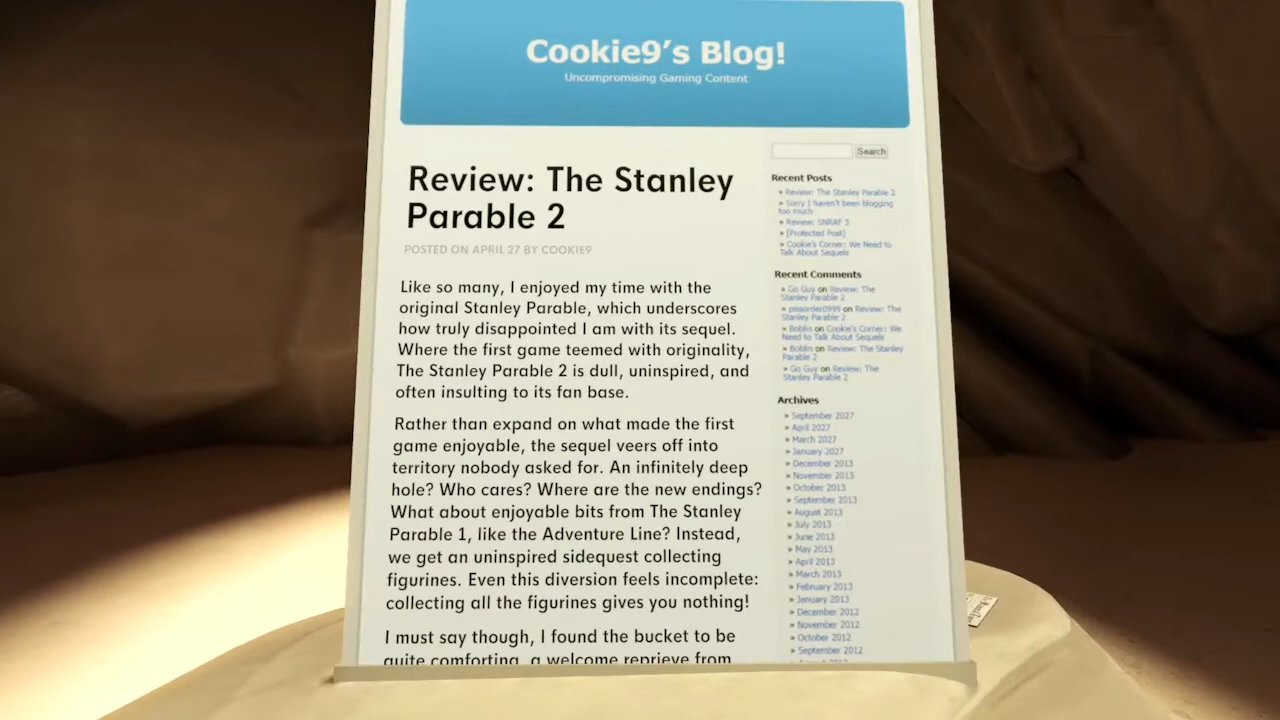 Cookie9's Blog!
Uncompromising Gaming Content
Review: The Stanley
Parable 2
POSTED ON APRIL 27 BY COOKIE9
Like so many, I enjoyed my time with the
original Stanley Parable, which underscores
how truly disappointed I am with its sequel.
Where the first game teemed with originality,
The Stanley Parable 2 is dull, uninspired, and
often insulting to its fan base.
Rather than expand on what made the first
game enjoyable, the sequel veers off into
territory nobody asked for. An infinitely deep
hole? Who cares? Where are the new endings?
What about enjoyable bits from The Stanley
Parable 1, like the Adventure Line? Instead,
we get an uninspired sidequest collecting
figurines. Even this diversion feels incomplete:
collecting all the figurines gives you nothing!
I must say though, I found the bucket to be
quite comforting, a welcome reprieve from
Search
Recent Posts
» Review: The Stanley Parable 2
» Sorry I haven't been blogging
too much
» Review: SNRAF 3
» [Protected Post]
» Cookie's Corner: We Need to
Talk About Sequels
Recent Comments
» Go Guy on Review: The
Stanley Parable 2
» pissorder0999 on Review: The
Stanley Parable 2
» Boblin on Cookie's Corner: We
Need to Talk About Sequels
» Boblin on Review: The Stanley
Parable 2
» Go Guy on Review: The
Stanley Parable 2
Archives
» September 2027
» April 2027
» March 2027
» January 2027
» December 2013
» November 2013
» October 2013
» September 2013
» August 2013
» July 2013
» June 2013
» May 2013
» April 2013
» March 2013
» February 2013
» January 2013
» December 2012
» November 2012
» October 2012
» September 2012